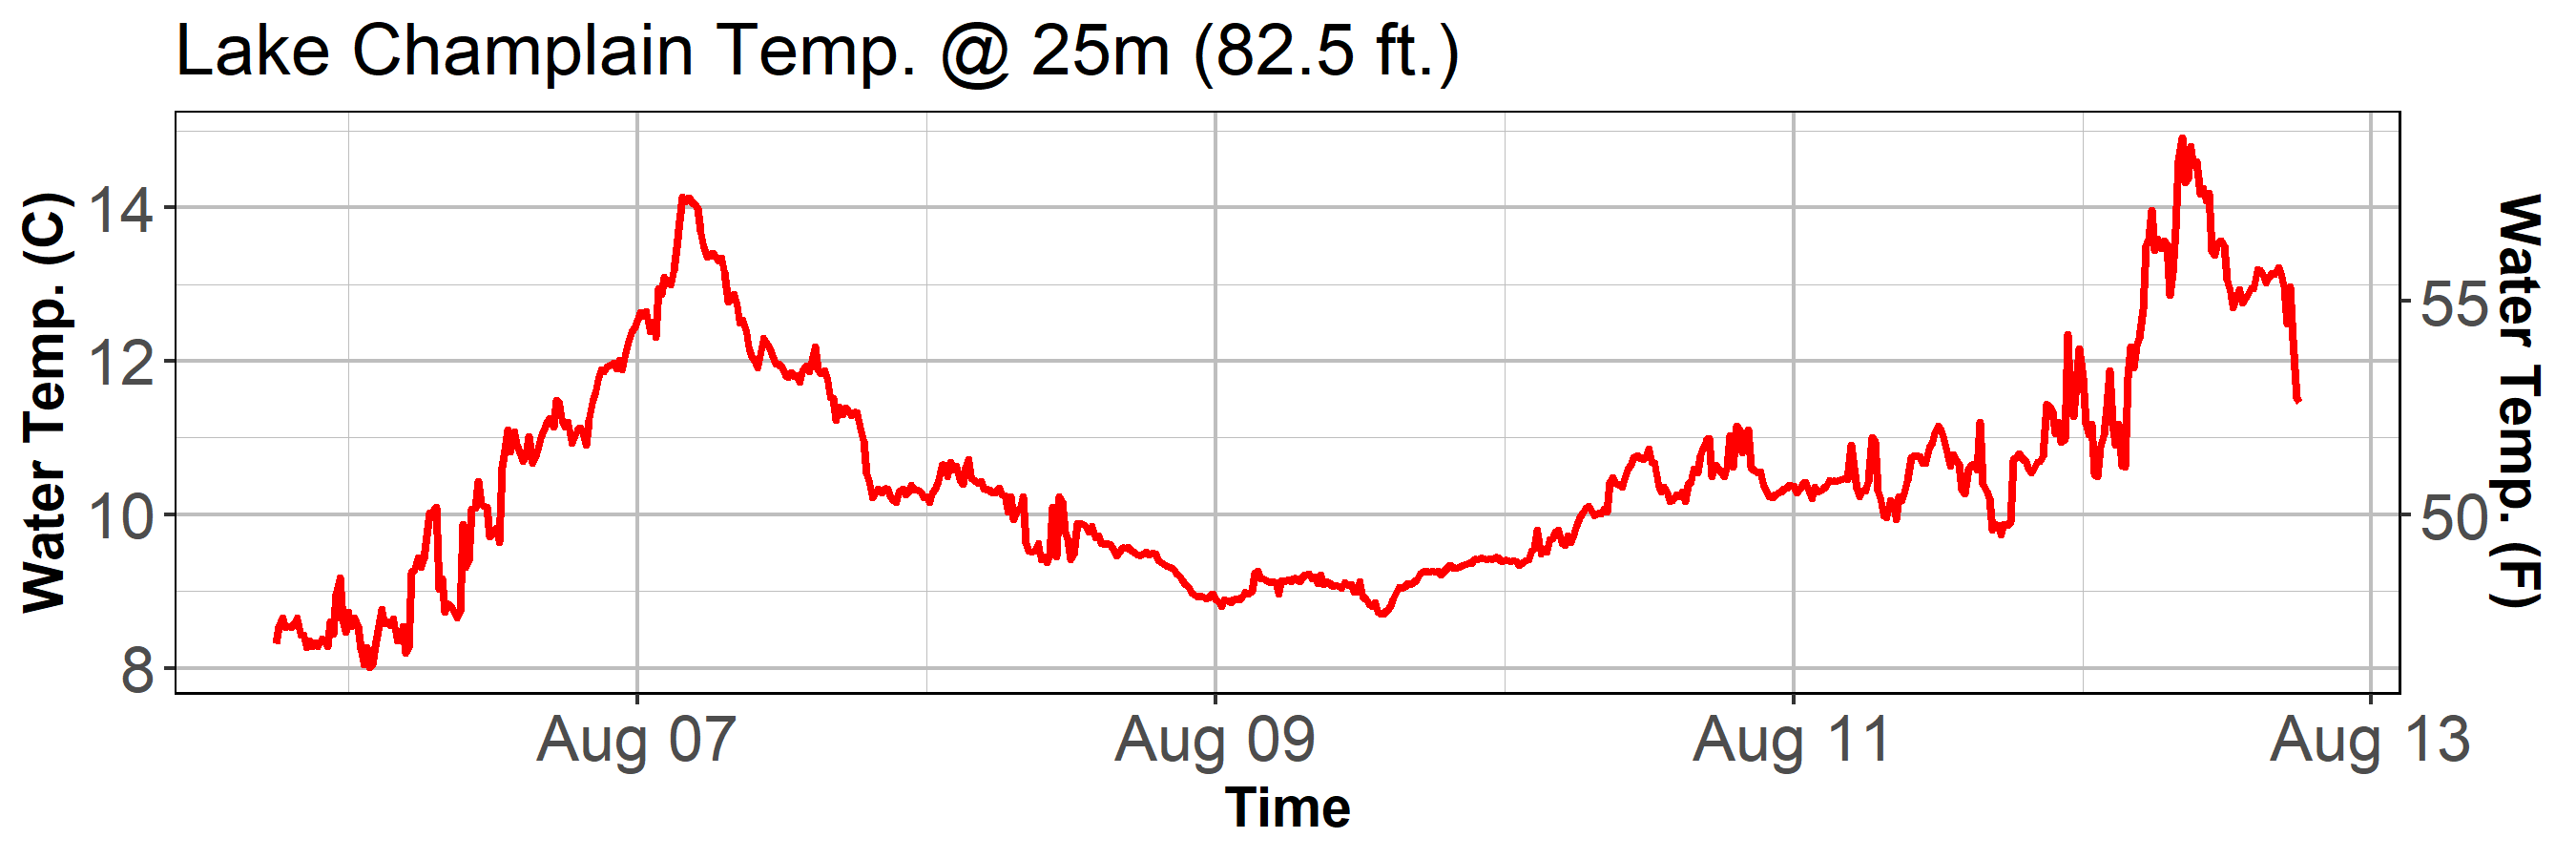 Lake Champlain Temp. @ 25m (82.5 ft.)
Water Temp. (C)
14
12
10
8
55
50
Water Temp. (F)
Aug 07
Aug 09
Aug 11
Aug 13
Time